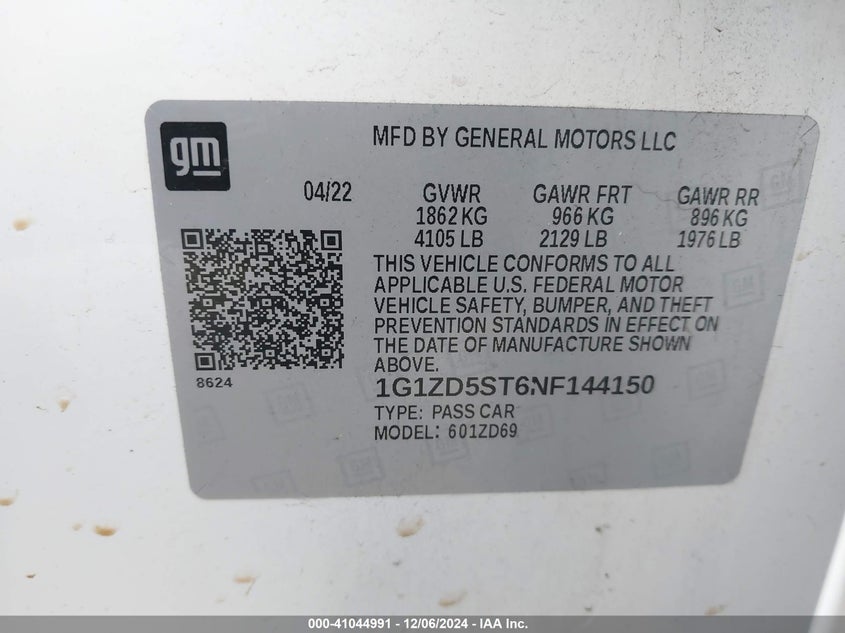 gm
MFD BY GENERAL MOTORS LLC
04/22
GVWR GAWR FRT GAWR RR
1862 KG 966 KG 896 KG
4105 LB 2129 LB 1976 LB
THIS VEHICLE CONFORMS TO ALL
APPLICABLE U.S. FEDERAL MOTOR
VEHICLE SAFETY, BUMPER, AND THEFT
PREVENTION STANDARDS IN EFFECT ON
THE DATE OF MANUFACTURE SHOWN
ABOVE.
8624
1G1ZD5ST6NF144150
TYPE: PASS CAR
MODEL: 601ZD69
000-41044991 - 12/06/2024 - IAA Inc.